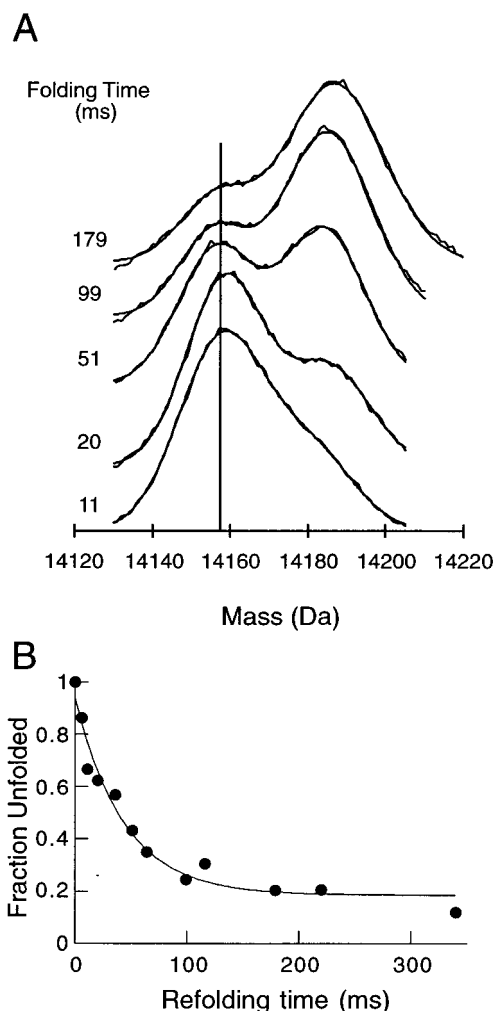 A
Folding Time
(ms)
179
99
51
20
11
14120 14140 14160 14180 14200 14220
Mass (Da)
B
1
0.8
0.6
0.4
0.2
0
Fraction Unfolded
0 100 200 300
Refolding time (ms)